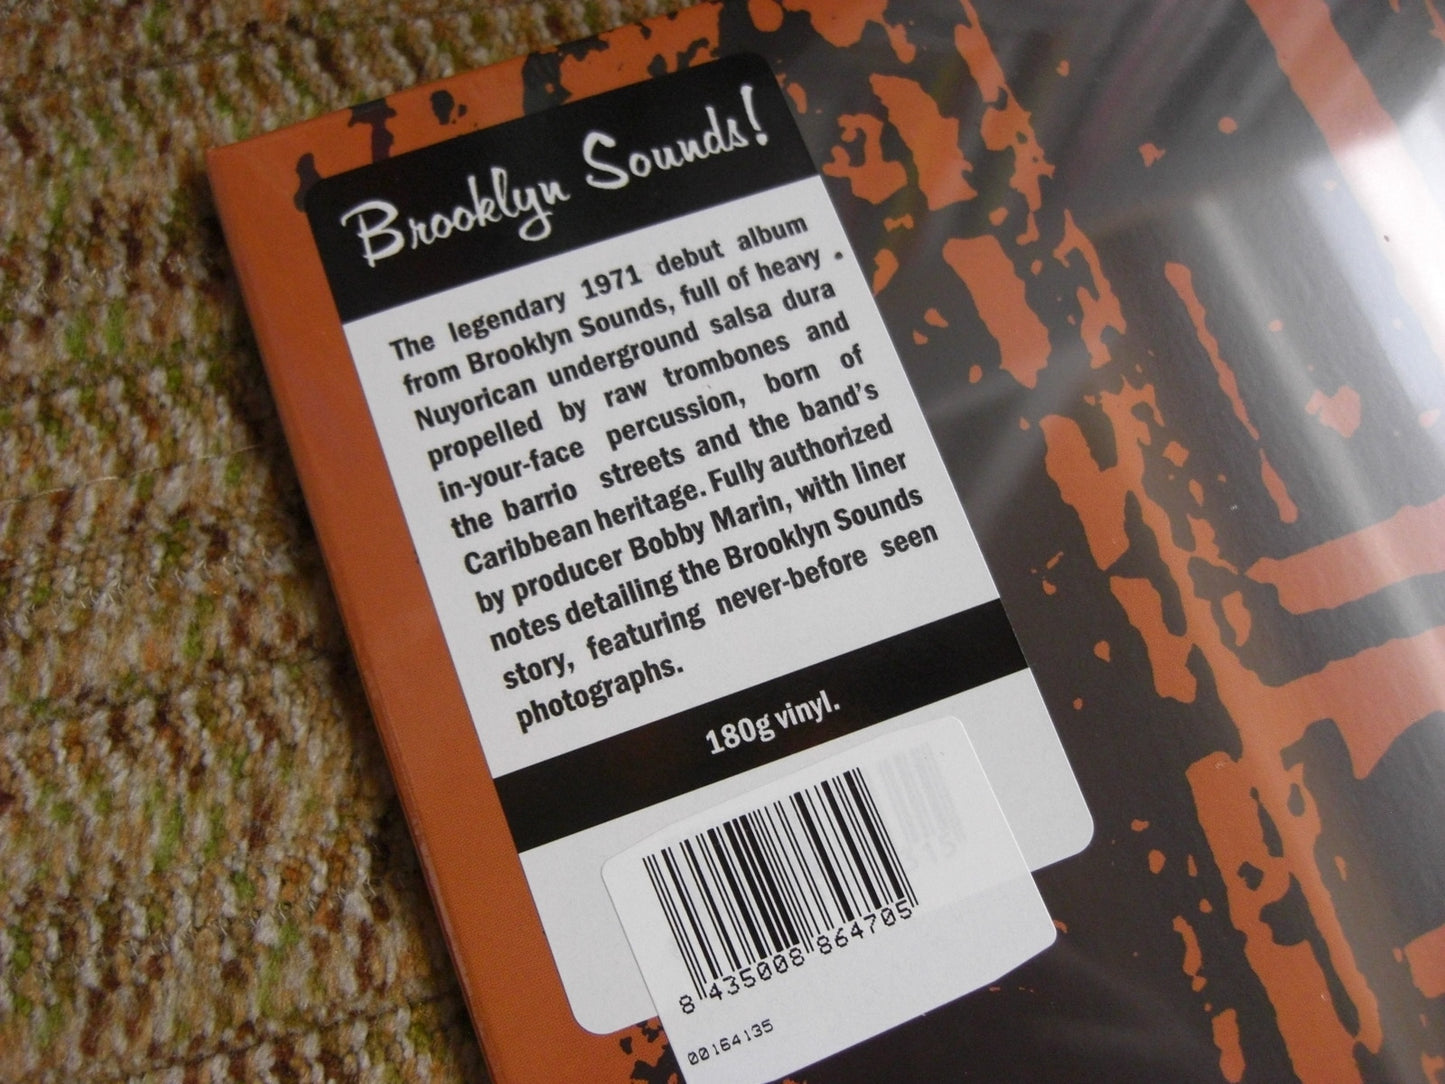 Brooklyn Sounds!
The legendary 1971 debut album
from Brooklyn Sounds, full of heavy
Nuyorican underground salsa dura
propelled by raw trombones and
in-your-face percussion, born of
the barrio streets and the band's
Caribbean heritage. Fully authorized
by producer Bobby Marin, with liner
notes detailing the Brooklyn Sounds
story, featuring never-before seen
photographs.
180g vinyl.
8 435008 864705
00164135